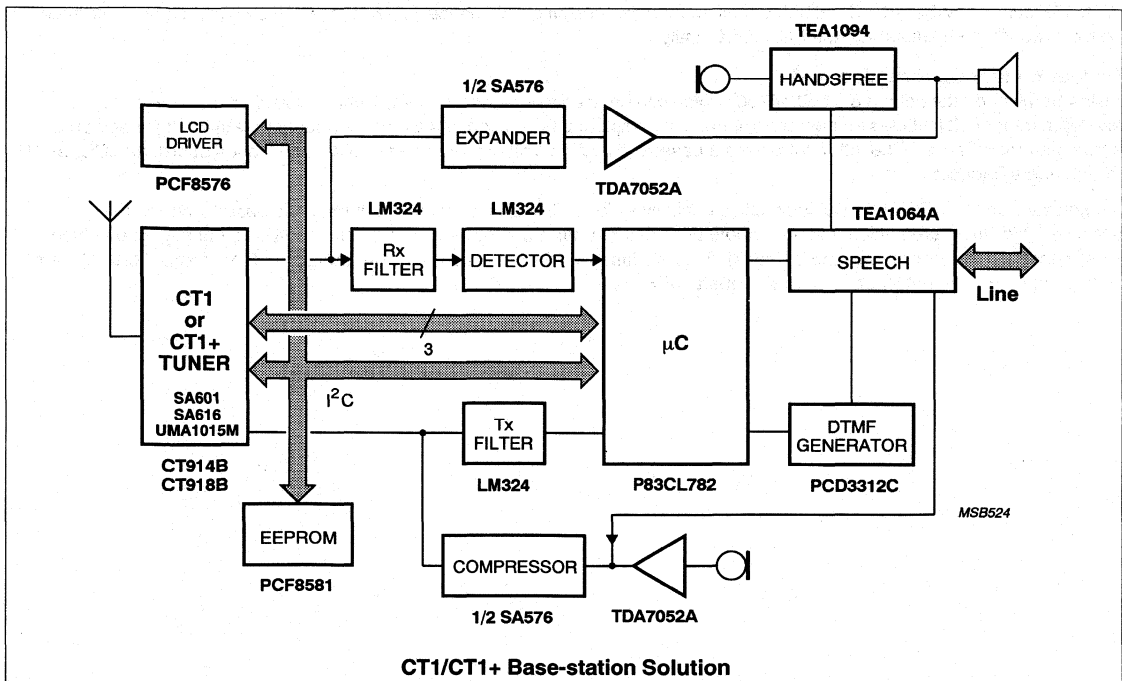 TEA1094
HANDSFREE
1/2 SA576
EXPANDER
TDA7052A
LCD
DRIVER
PCF8576
LM324
Rx
FILTER
LM324
DETECTOR
TEA1064A
SPEECH
Line
CT1
or
CT1+
TUNER
SA601
SA616
UMA1015M
CT914B
CT918B
3
I²C
µC
P83CL782
Tx
FILTER
LM324
DTMF
GENERATOR
PCD3312C
MSB524
EEPROM
PCF8581
COMPRESSOR
1/2 SA576
TDA7052A
CT1/CT1+ Base-station Solution